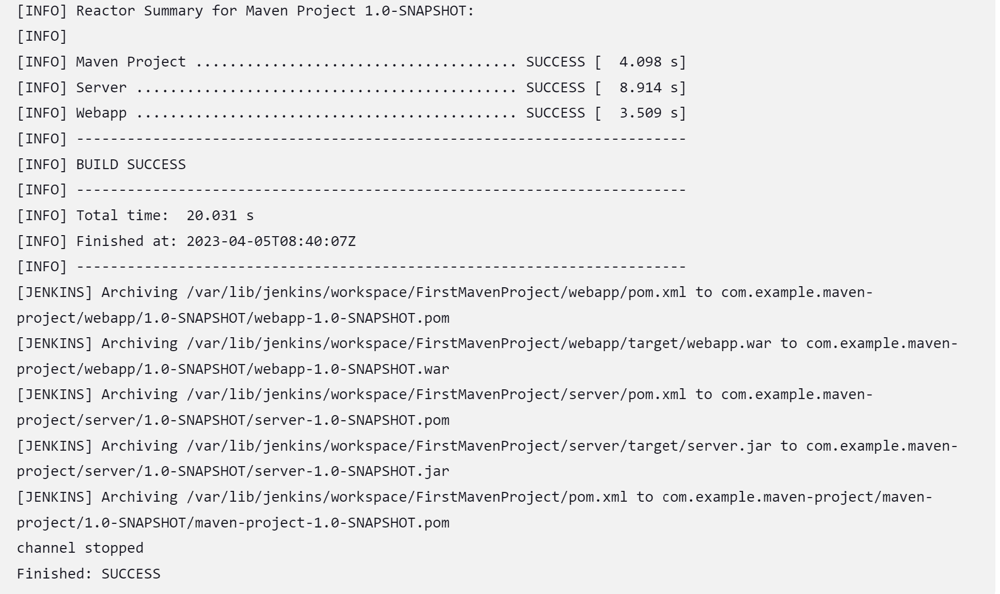 [INFO] Reactor Summary for Maven Project 1.0-SNAPSHOT:
[INFO]
[INFO] Maven Project ...................................... SUCCESS [  4.098 s]
[INFO] Server ............................................. SUCCESS [  8.914 s]
[INFO] Webapp ............................................. SUCCESS [  3.509 s]
[INFO] ------------------------------------------------------------------------
[INFO] BUILD SUCCESS
[INFO] ------------------------------------------------------------------------
[INFO] Total time:  20.031 s
[INFO] Finished at: 2023-04-05T08:40:07Z
[INFO] ------------------------------------------------------------------------
[JENKINS] Archiving /var/lib/jenkins/workspace/FirstMavenProject/webapp/pom.xml to com.example.maven-
project/webapp/1.0-SNAPSHOT/webapp-1.0-SNAPSHOT.pom
[JENKINS] Archiving /var/lib/jenkins/workspace/FirstMavenProject/webapp/target/webapp.war to com.example.maven-
project/webapp/1.0-SNAPSHOT/webapp-1.0-SNAPSHOT.war
[JENKINS] Archiving /var/lib/jenkins/workspace/FirstMavenProject/server/pom.xml to com.example.maven-
project/server/1.0-SNAPSHOT/server-1.0-SNAPSHOT.pom
[JENKINS] Archiving /var/lib/jenkins/workspace/FirstMavenProject/server/target/server.jar to com.example.maven-
project/server/1.0-SNAPSHOT/server-1.0-SNAPSHOT.jar
[JENKINS] Archiving /var/lib/jenkins/workspace/FirstMavenProject/pom.xml to com.example.maven-project/maven-
project/1.0-SNAPSHOT/maven-project-1.0-SNAPSHOT.pom
channel stopped
Finished: SUCCESS